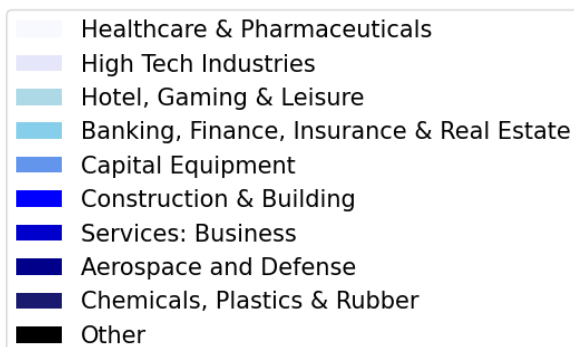 Healthcare & Pharmaceuticals
High Tech Industries
Hotel, Gaming & Leisure
Banking, Finance, Insurance & Real Estate
Capital Equipment
Construction & Building
Services: Business
Aerospace and Defense
Chemicals, Plastics & Rubber
Other